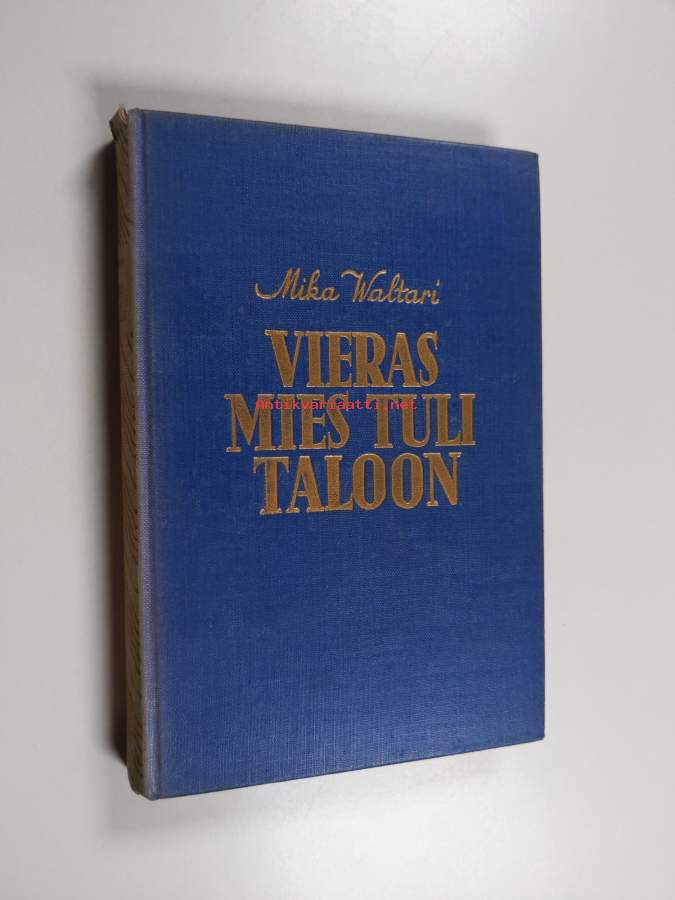 Mika Waltari
VIERAS
Antikvariaatti.net
MIES TULI
TALOON